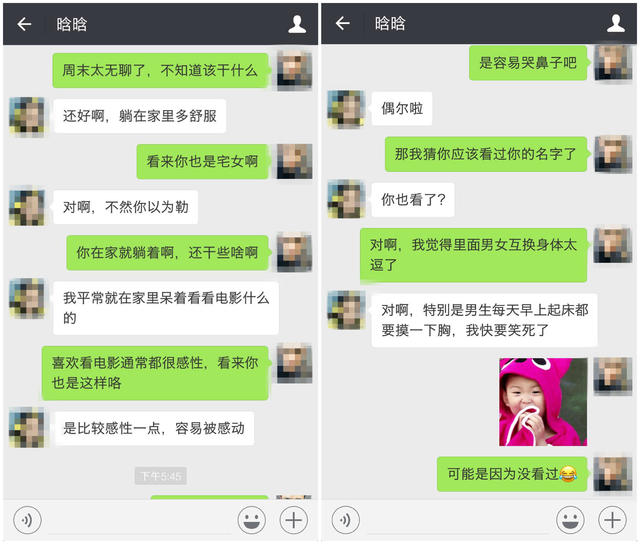 晗晗
周末太无聊了，不知道该干什么
还好啊，躺在家里多舒服
看来你也是宅女啊
对啊，不然你以为勒
你在家就躺着啊，还干些啥啊
我平常就在家里呆着看看电影什么
的
喜欢看电影通常都很感性，看来你
也是这样咯
是比较感性一点，容易被感动
下午5:45
晗晗
是容易哭鼻子吧
偶尔啦
那我猜你应该看过你的名字了
你也看了?
对啊，我觉得里面男女互换身体太
逗了
对啊，特别是男生每天早上起床都
要摸一下胸，我快要笑死了
可能是因为没看过😂